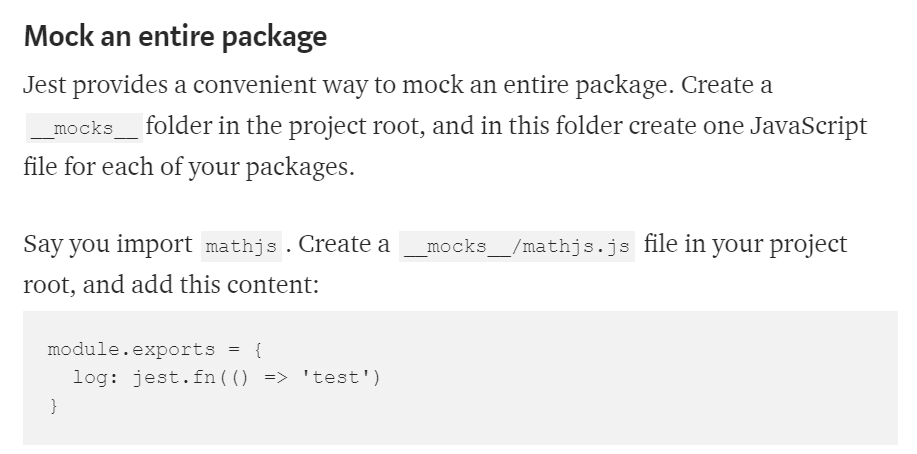 Mock an entire package
Jest provides a convenient way to mock an entire package. Create a
__mocks__ folder in the project root, and in this folder create one JavaScript
file for each of your packages.
Say you import mathjs . Create a __mocks__/mathjs.js file in your project
root, and add this content:
module.exports = {
  log: jest.fn(() => 'test')
}